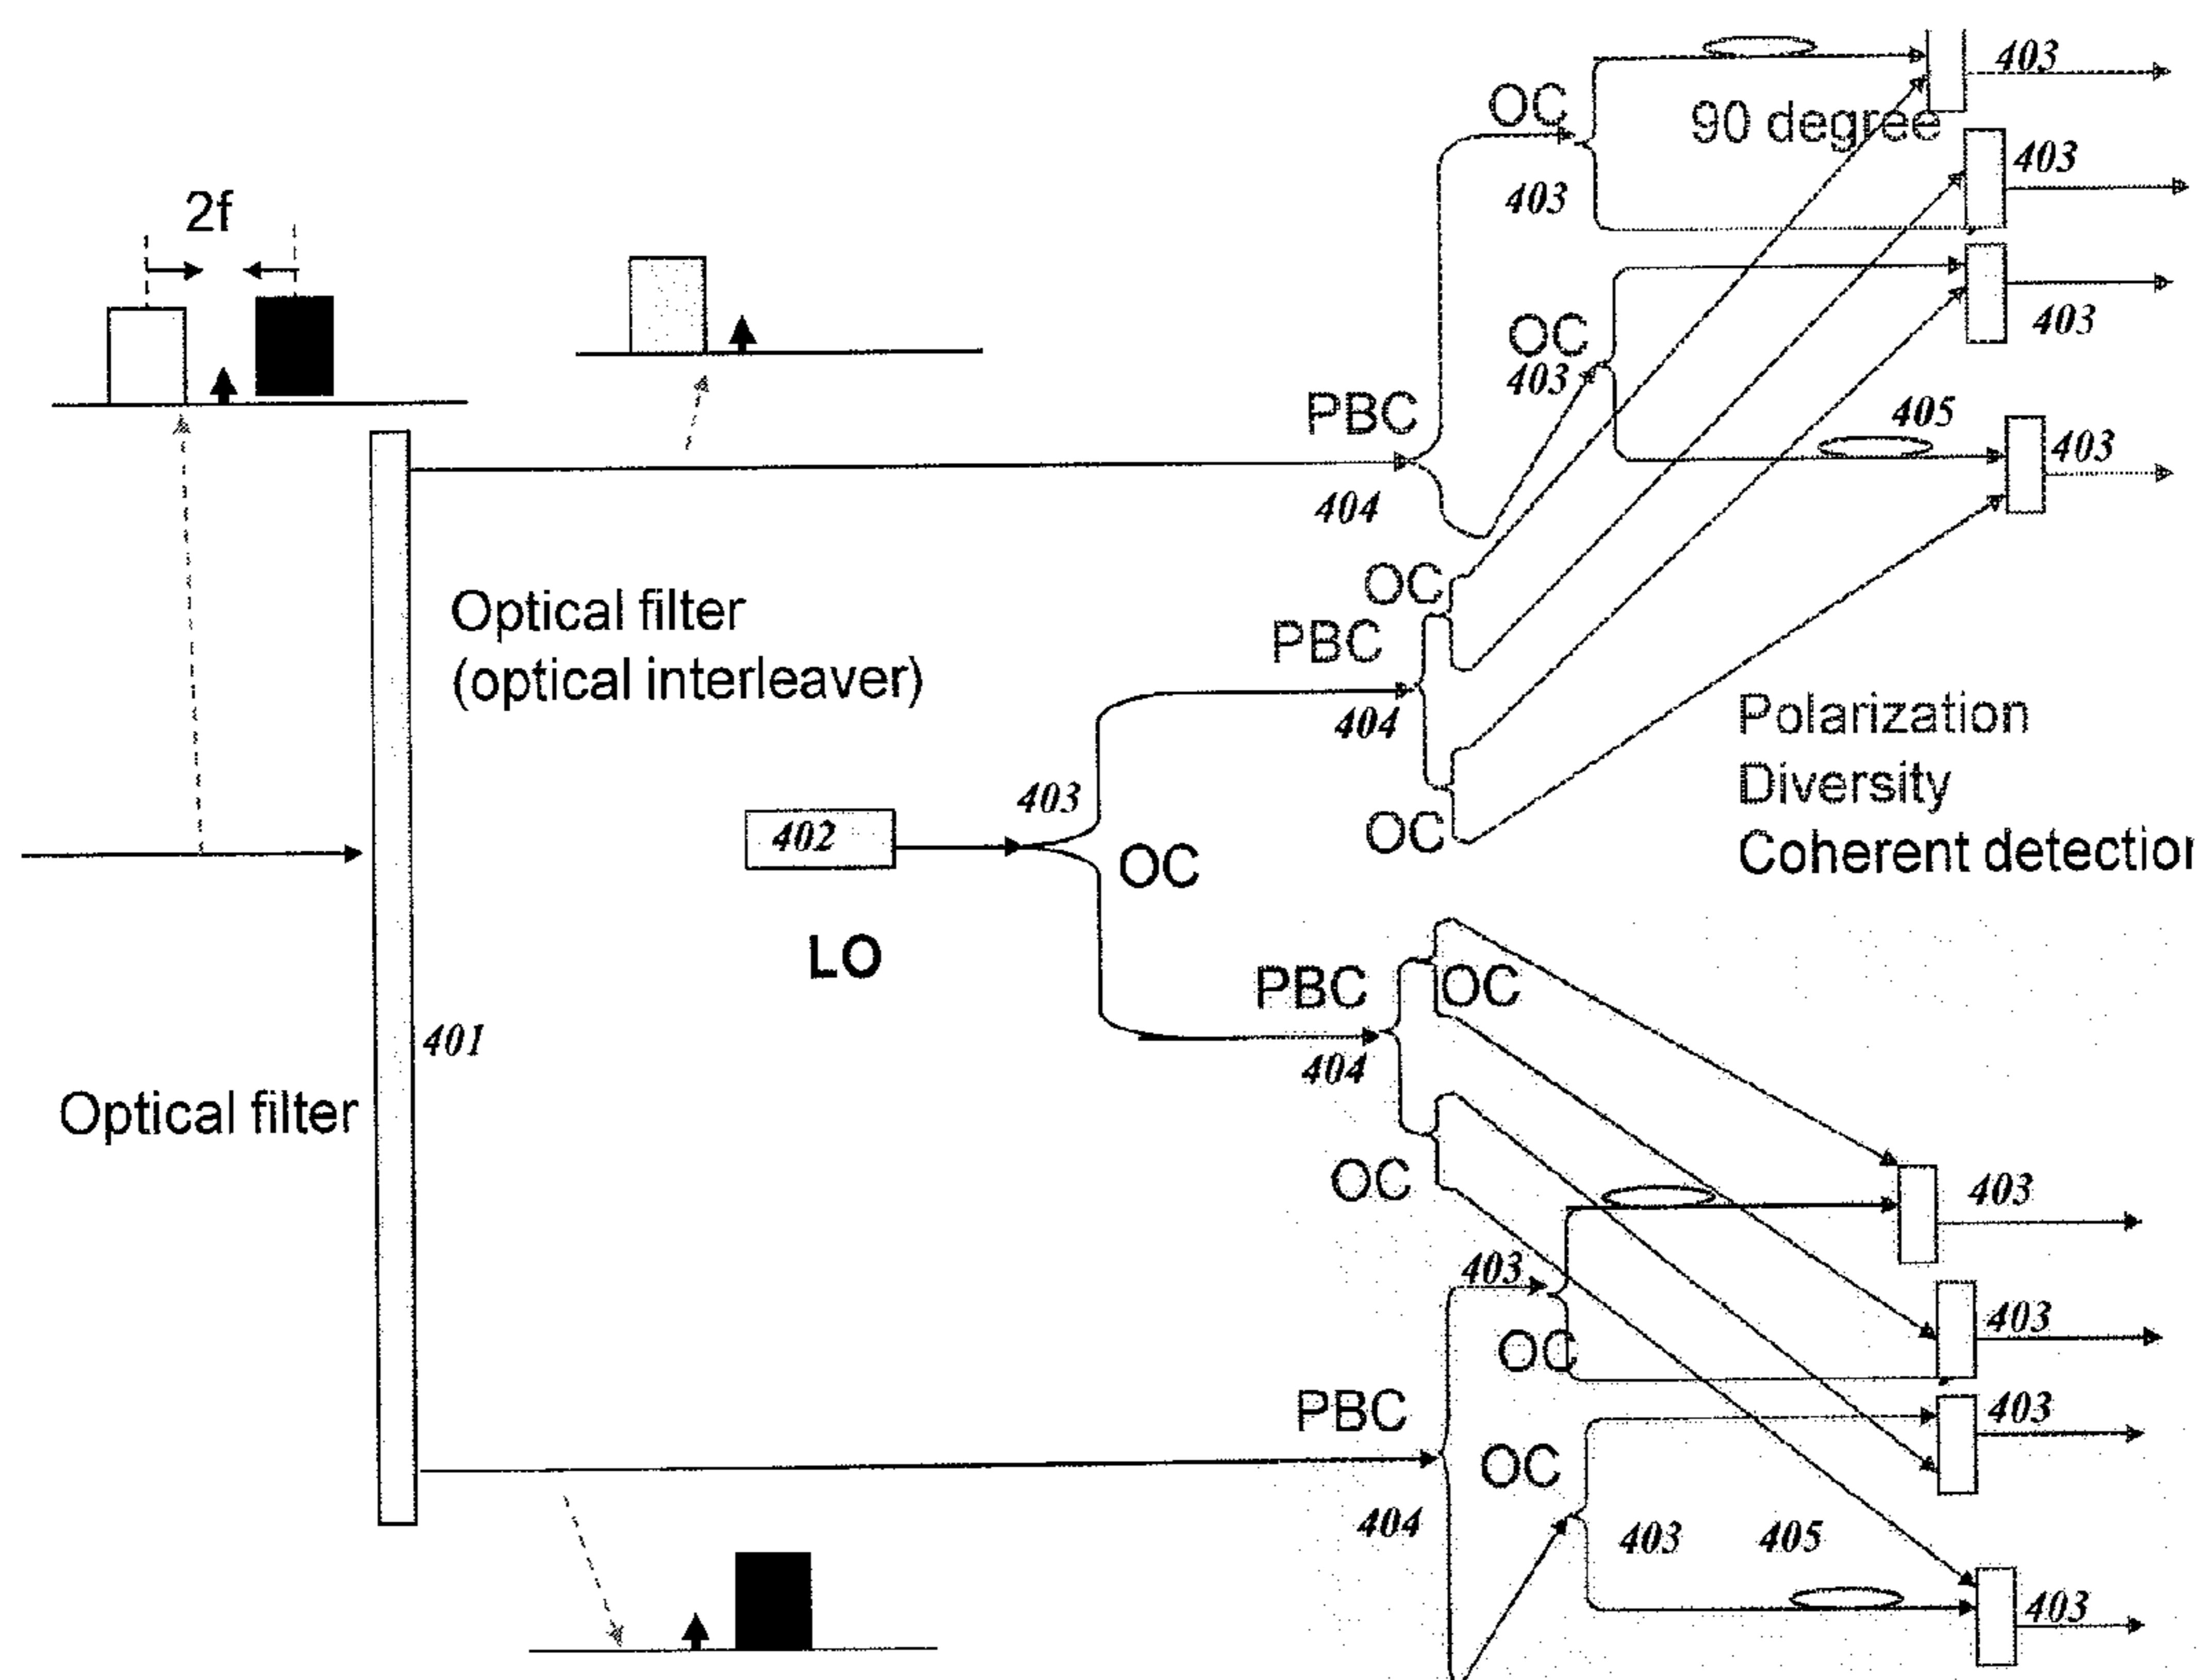 403
OC
90 degree
403
403
2f
OC
403
403
PBC
405
403
404
OC
Optical filter
(optical interleaver)
PBC
404
Polarization
Diversity
Coherent detection
403
402
OC
OC
LO
PBC
OC
401
404
Optical filter
OC
403
403
403
OC
PBC
403
OC
404
403
405
403